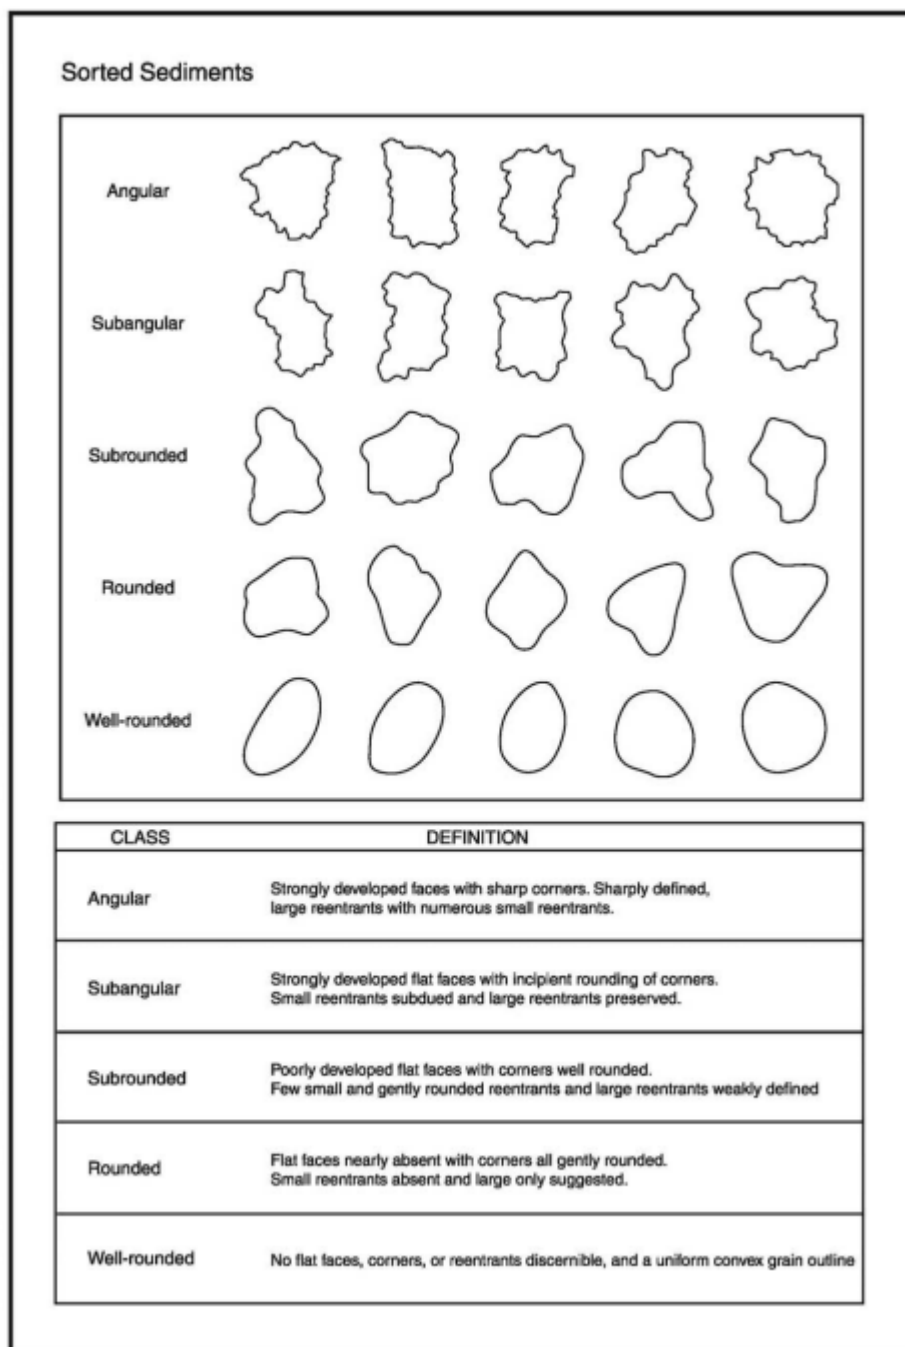 Sorted Sediments
Angular
Subangular
Subrounded
Rounded
Well-rounded
CLASS DEFINITION
Angular
Strongly developed faces with sharp corners. Sharply defined,
large reentrants with numerous small reentrants.
Subangular
Strongly developed flat faces with incipient rounding of corners.
Small reentrants subdued and large reentrants preserved.
Subrounded
Poorly developed flat faces with corners well rounded.
Few small and gently rounded reentrants and large reentrants weakly defined
Rounded
Flat faces nearly absent with corners all gently rounded.
Small reentrants absent and large only suggested.
Well-rounded
No flat faces, corners, or reentrants discernible, and a uniform convex grain outline